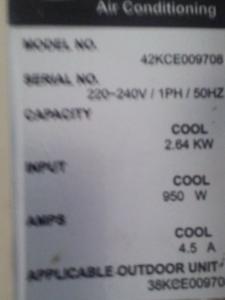 Air Conditioning
MODEL NO.
42KCE009706
SERIAL NO.
220~240V / 1PH / 50HZ
CAPACITY
COOL
2.64 KW
INPUT
COOL
950 W
AMPS
COOL
4.5 A
APPLICABLE OUTDOOR UNIT
38KCE00970